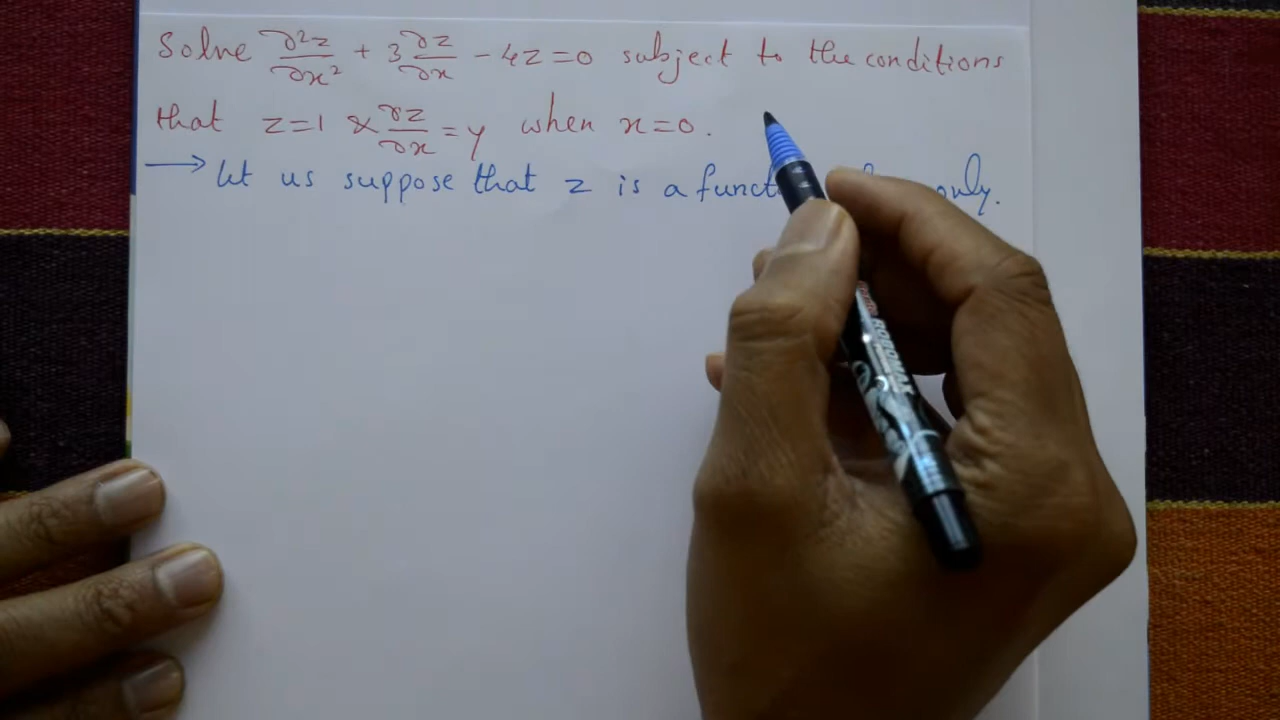 Solve ∂²z/∂x² + 3 ∂z/∂x - 4z = 0 subject to the conditions
that z = 1 & ∂z/∂x = y when x = 0.
→ Let us suppose that z is a only.
ROBOMAX